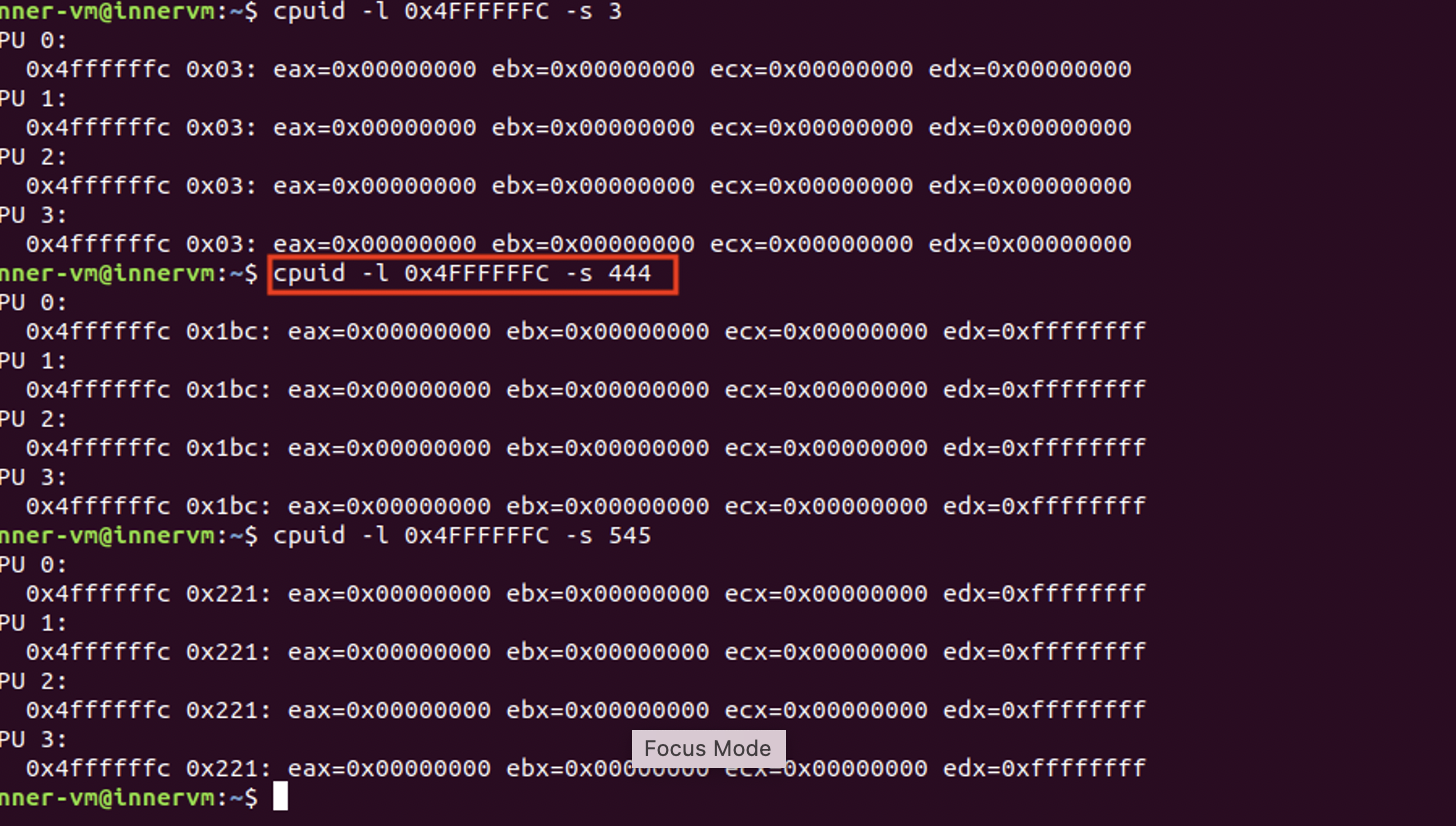 nner-vm@innervm:~$ cpuid -l 0x4FFFFFFC -s 3
PU 0:
0x4ffffffc 0x03: eax=0x00000000 ebx=0x00000000 ecx=0x00000000 edx=0x00000000
PU 1:
0x4ffffffc 0x03: eax=0x00000000 ebx=0x00000000 ecx=0x00000000 edx=0x00000000
PU 2:
0x4ffffffc 0x03: eax=0x00000000 ebx=0x00000000 ecx=0x00000000 edx=0x00000000
PU 3:
0x4ffffffc 0x03: eax=0x00000000 ebx=0x00000000 ecx=0x00000000 edx=0x00000000
nner-vm@innervm:~$ cpuid -l 0x4FFFFFFC -s 444
PU 0:
0x4ffffffc 0x1bc: eax=0x00000000 ebx=0x00000000 ecx=0x00000000 edx=0xffffffff
PU 1:
0x4ffffffc 0x1bc: eax=0x00000000 ebx=0x00000000 ecx=0x00000000 edx=0xffffffff
PU 2:
0x4ffffffc 0x1bc: eax=0x00000000 ebx=0x00000000 ecx=0x00000000 edx=0xffffffff
PU 3:
0x4ffffffc 0x1bc: eax=0x00000000 ebx=0x00000000 ecx=0x00000000 edx=0xffffffff
nner-vm@innervm:~$ cpuid -l 0x4FFFFFFC -s 545
PU 0:
0x4ffffffc 0x221: eax=0x00000000 ebx=0x00000000 ecx=0x00000000 edx=0xffffffff
PU 1:
0x4ffffffc 0x221: eax=0x00000000 ebx=0x00000000 ecx=0x00000000 edx=0xffffffff
PU 2:
0x4ffffffc 0x221: eax=0x00000000 ebx=0x00000000 ecx=0x00000000 edx=0xffffffff
PU 3:
Focus Mode
0x4ffffffc 0x221: eax=0x00000000 ebx=0x00000000 ecx=0x00000000 edx=0xffffffff
nner-vm@innervm:~$